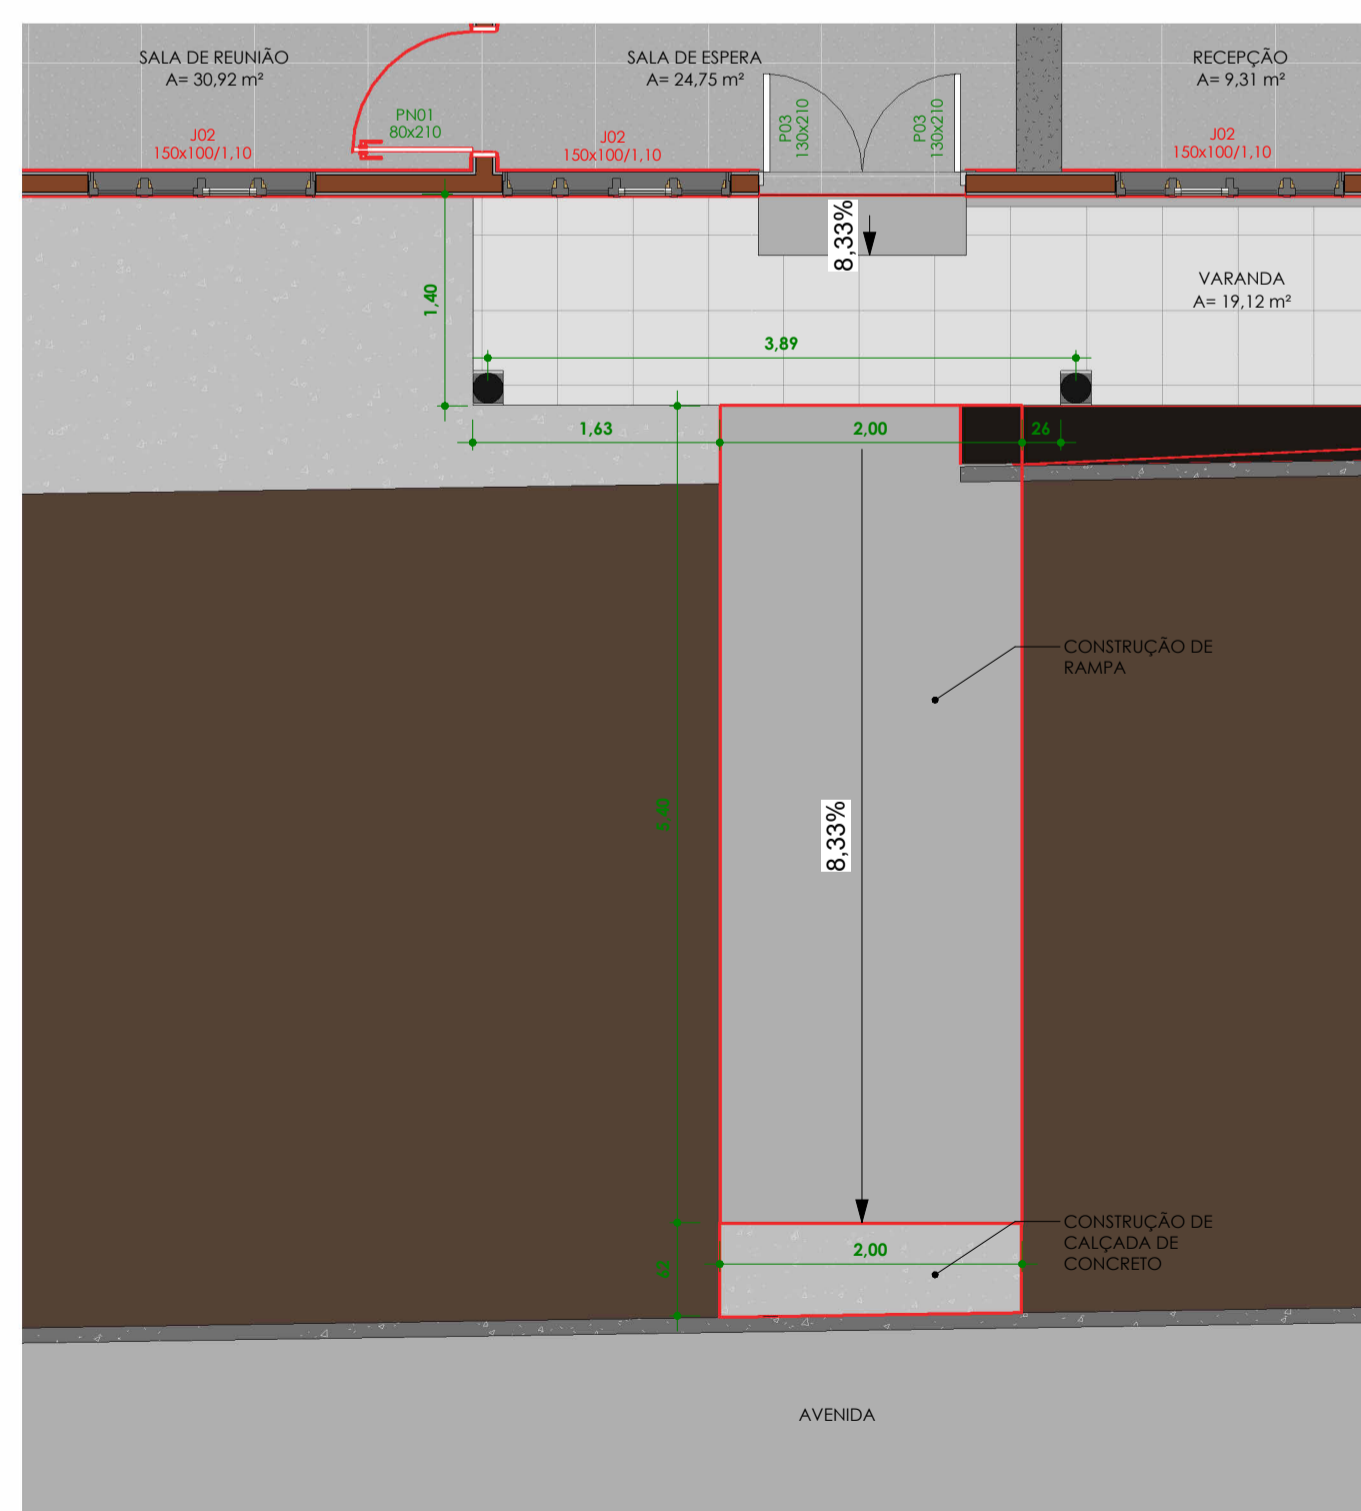 SALA DE REUNIÃO
A= 30,92 m²
SALA DE ESPERA
A= 24,75 m²
RECEPÇÃO
A= 9,31 m²
PN01
80x210
P03
130x210
P03
130x210
J02
150x100/1,10
J02
150x100/1,10
J02
150x100/1,10
8,33%
VARANDA
A= 19,12 m²
1,40
3,89
1,63
2,00
26
CONSTRUÇÃO DE
RAMPA
5,40
8,33%
CONSTRUÇÃO DE
CALÇADA DE
CONCRETO
2,00
62
AVENIDA